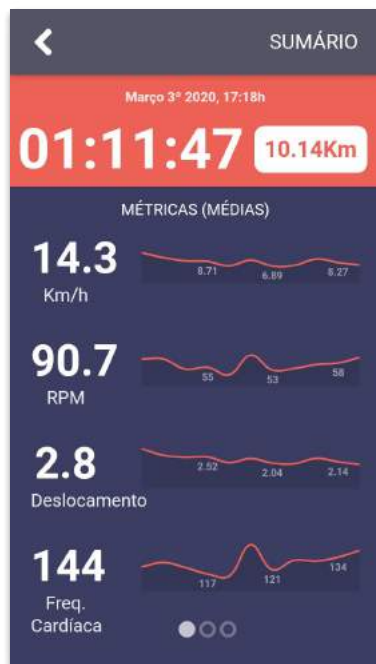 SUMÁRIO
Março 3º 2020, 17:18h
01:11:47 10.14Km
MÉTRICAS (MÉDIAS)
14.3
Km/h
8.71 6.89 8.27
90.7
RPM
55 53 58
2.8
Deslocamento
2.52 2.04 2.14
144
Freq.
Cardíaca
117 121 134